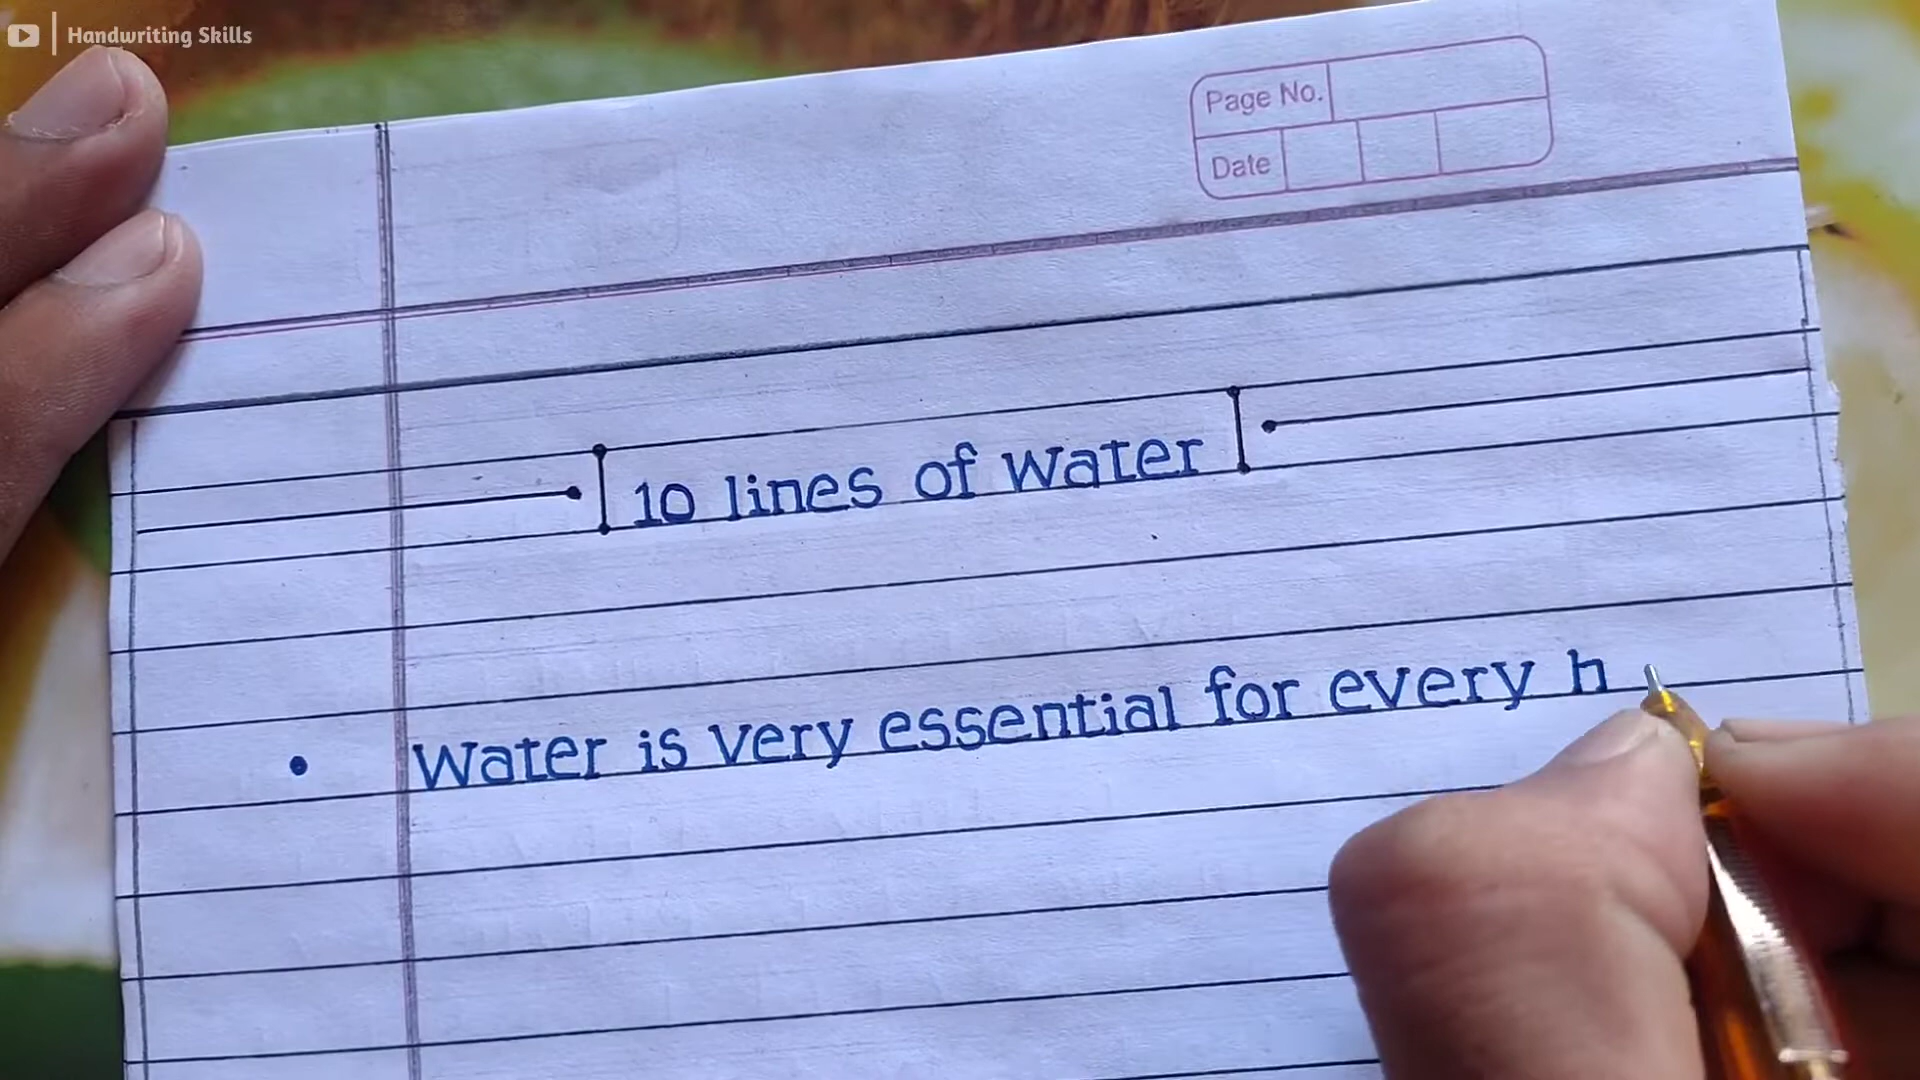 Handwriting Skills
Page No.
Date
10 lines of water
• Water is very essential for every h